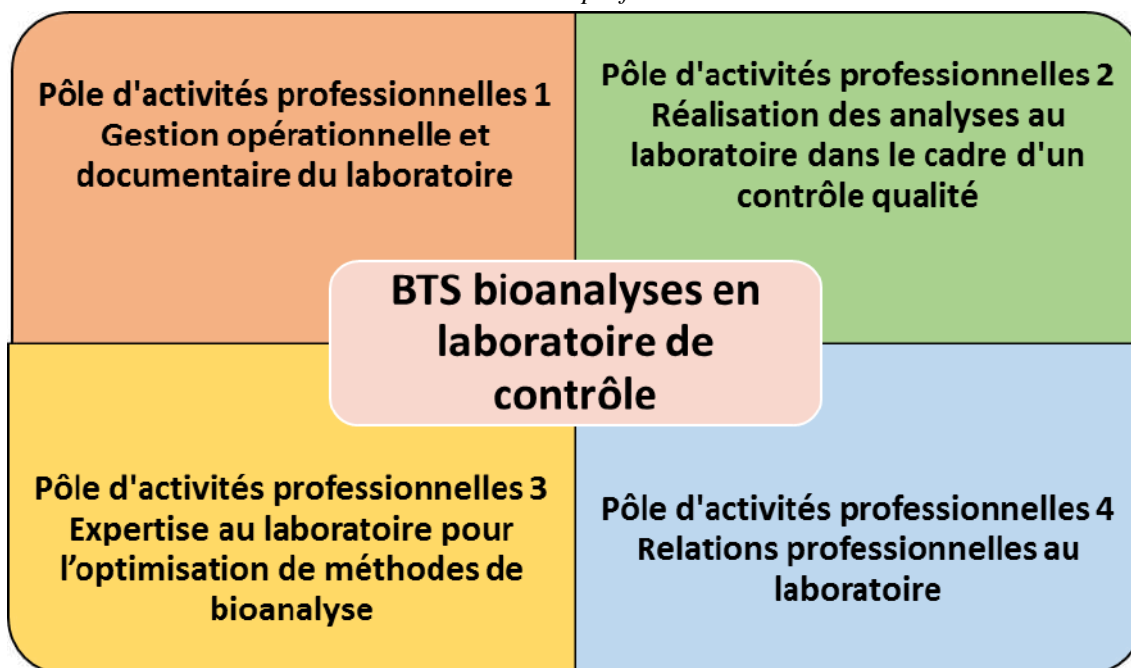 Pôle d'activités professionnelles 1
Gestion opérationnelle et
documentaire du laboratoire
Pôle d'activités professionnelles 2
Réalisation des analyses au
laboratoire dans le cadre d'un
contrôle qualité
BTS bioanalyses en
laboratoire de
contrôle
Pôle d'activités professionnelles 3
Expertise au laboratoire pour
l’optimisation de méthodes de
bioanalyse
Pôle d'activités professionnelles 4
Relations professionnelles au
laboratoire